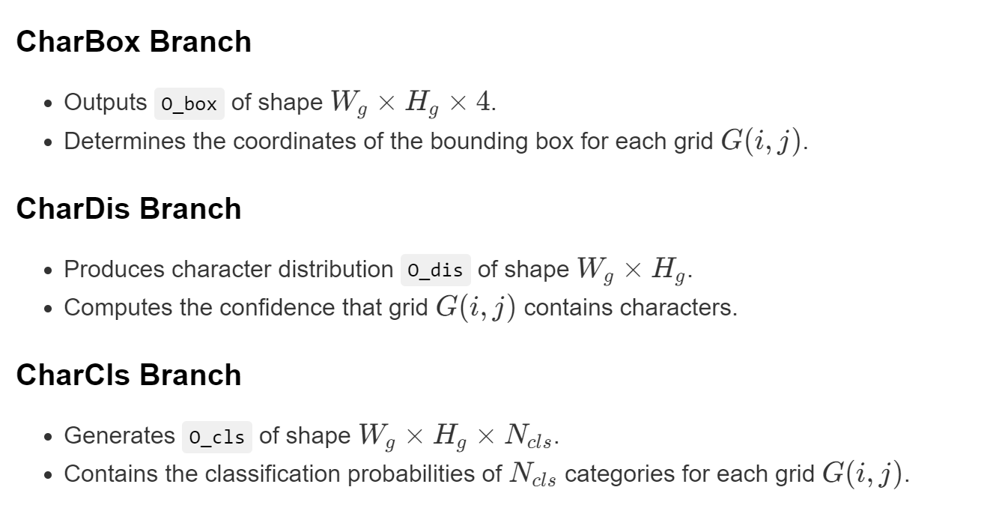 CharBox Branch
• Outputs O_box of shape $W_g \times H_g \times 4$.
• Determines the coordinates of the bounding box for each grid $G(i, j)$.
CharDis Branch
• Produces character distribution O_dis of shape $W_g \times H_g$.
• Computes the confidence that grid $G(i, j)$ contains characters.
CharCls Branch
• Generates O_cls of shape $W_g \times H_g \times N_{cls}$.
• Contains the classification probabilities of $N_{cls}$ categories for each grid $G(i, j)$.